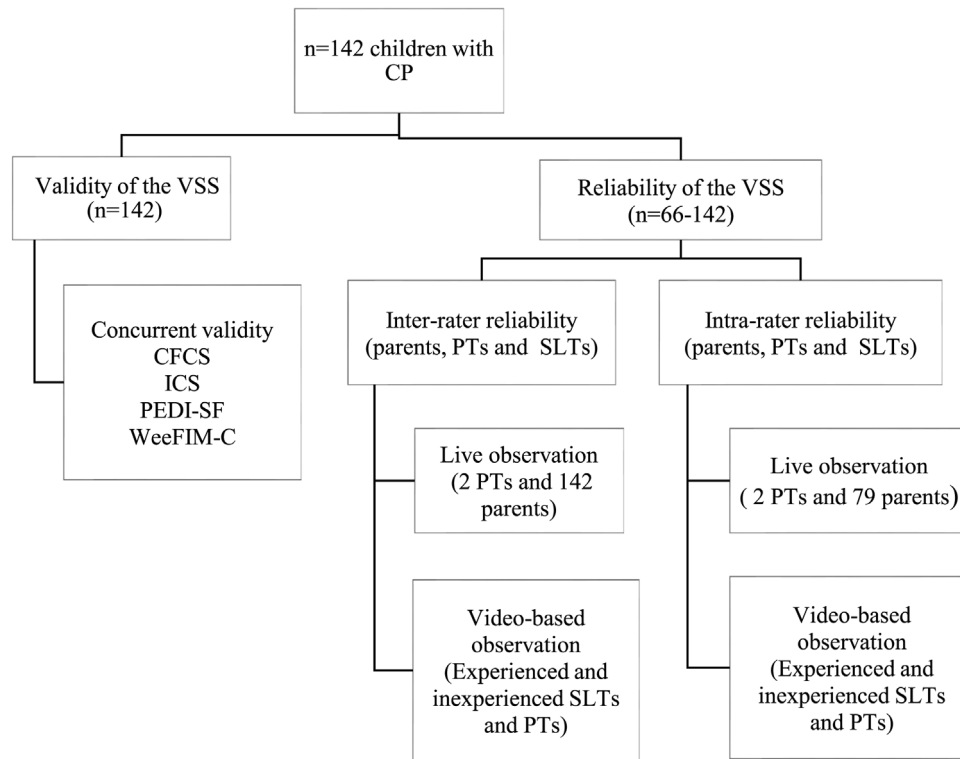 n=142 children with
CP
Validity of the VSS
(n=142)
Reliability of the VSS
(n=66-142)
Concurrent validity
CFCS
ICS
PEDI-SF
WeeFIM-C
Inter-rater reliability
(parents, PTs and SLTs)
Intra-rater reliability
(parents, PTs and SLTs)
Live observation
(2 PTs and 142
parents)
Live observation
( 2 PTs and 79 parents)
Video-based
observation
(Experienced and
inexperienced SLTs
and PTs)
Video-based
observation
(Experienced and
inexperienced SLTs
and PTs)